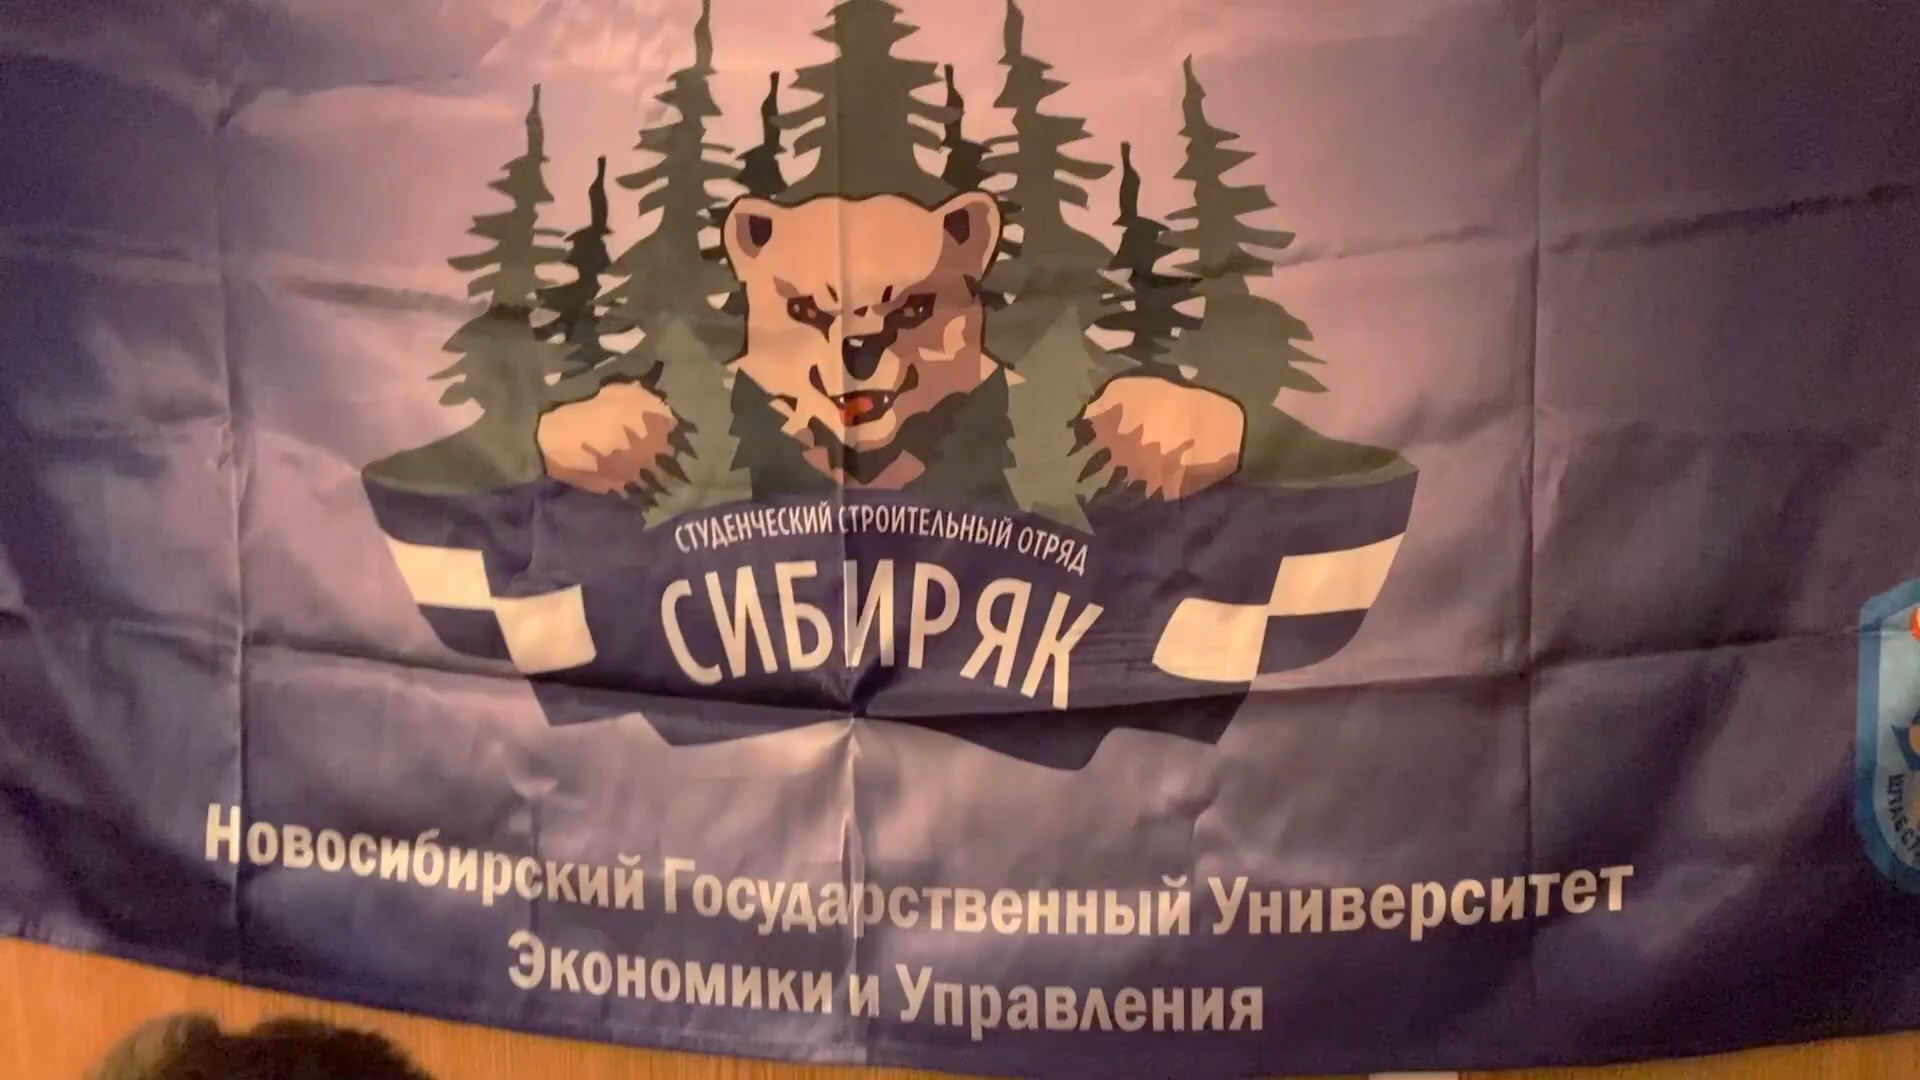 СТУДЕНЧЕСКИЙ СТРОИТЕЛЬНЫЙ ОТРЯД
СИБИРЯК
Новосибирский Государственный Университет
Экономики и Управления